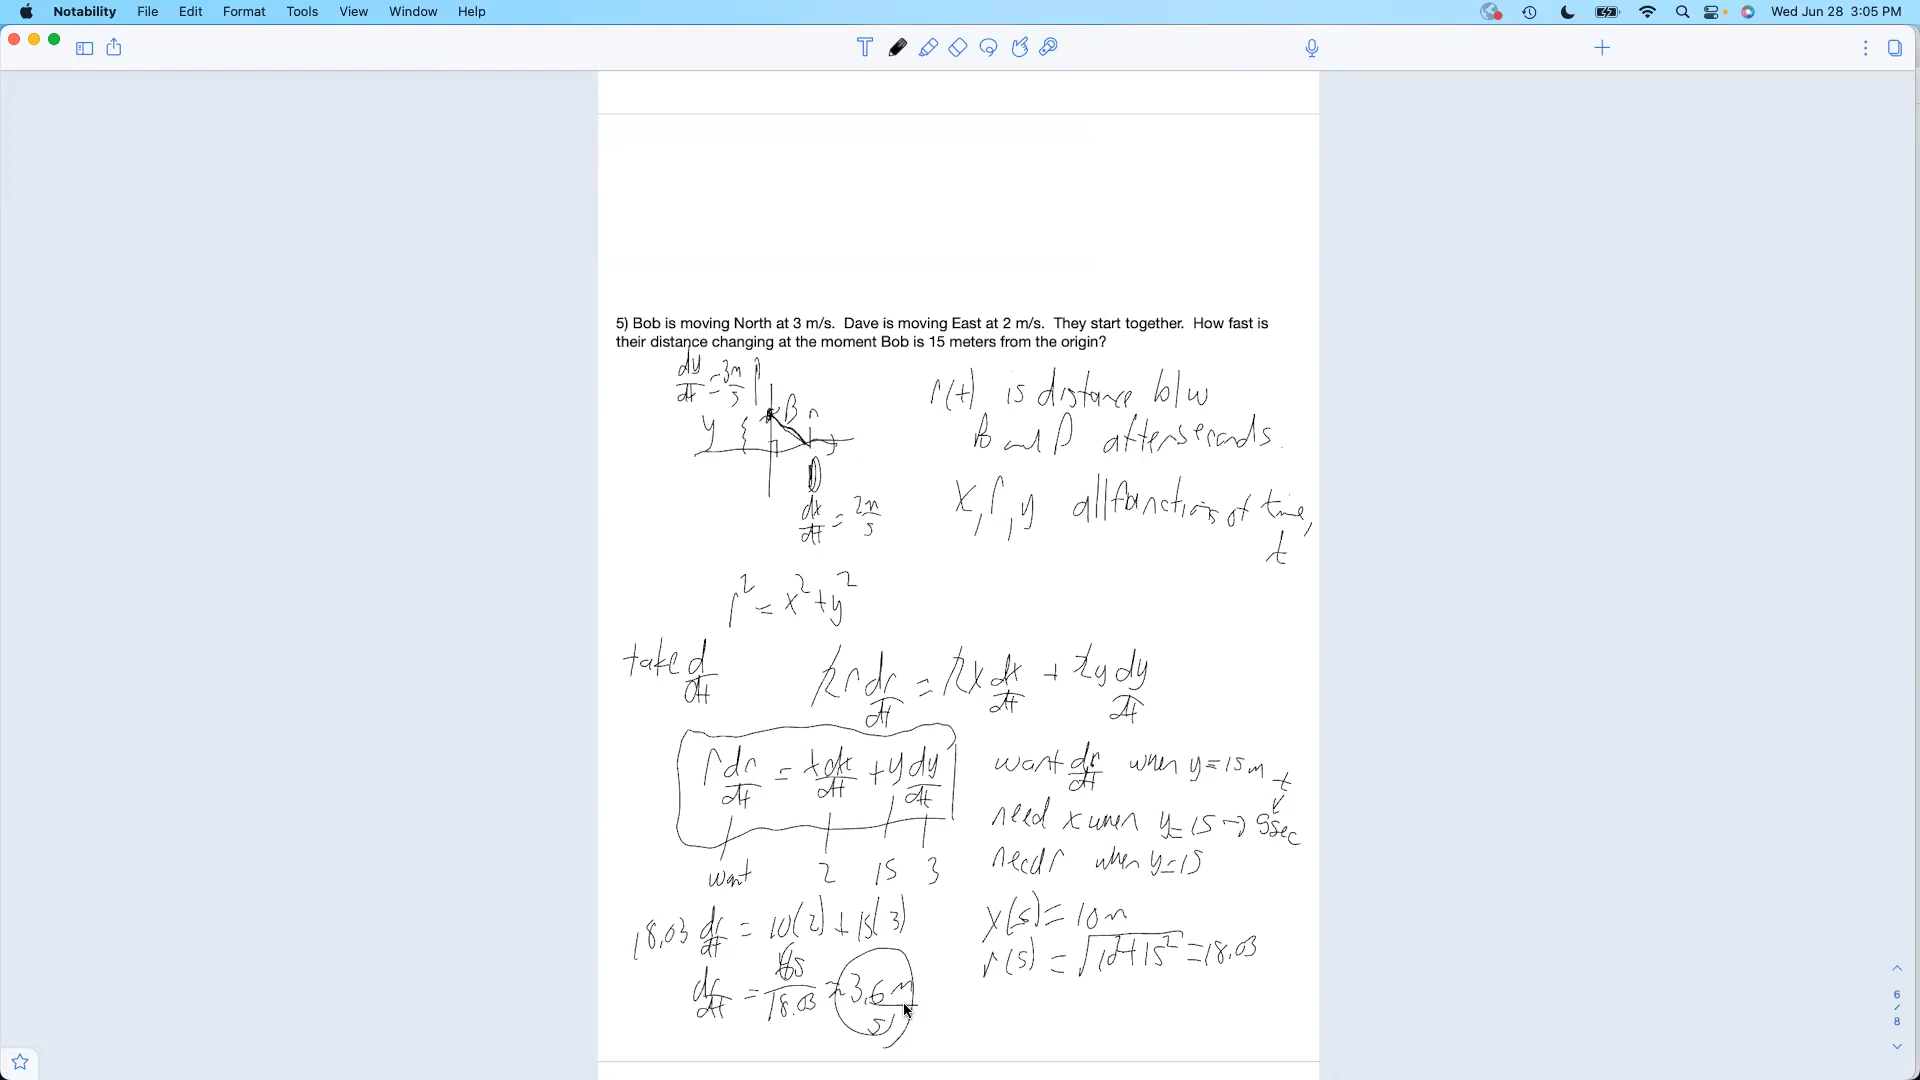 Notability File Edit Format Tools View Window Help Wed Jun 28 3:05 PM
5) Bob is moving North at 3 m/s. Dave is moving East at 2 m/s. They start together. How fast is
their distance changing at the moment Bob is 15 meters from the origin?
dy/dt = 3m/s
B r
y
D
dx/dt = 2m/s
r(t) is distance b/w
B and D after seconds.
x, r, y all functions of time,
t
r² = x² + y²
take d/dt
2r dr/dt = 2x dx/dt + 2y dy/dt
r dr/dt = x dx/dt + y dy/dt
want 2 15 3
want dr/dt when y = 15m
t
need x when y = 15 → 5 sec
need r when y = 15
18.03 dr/dt = 10(2) + 15(3)
dr/dt = 65/18.03 ≈ 3.6 m/s
x(5) = 10m
r(5) = √10²+15² = 18.03
6
/
8